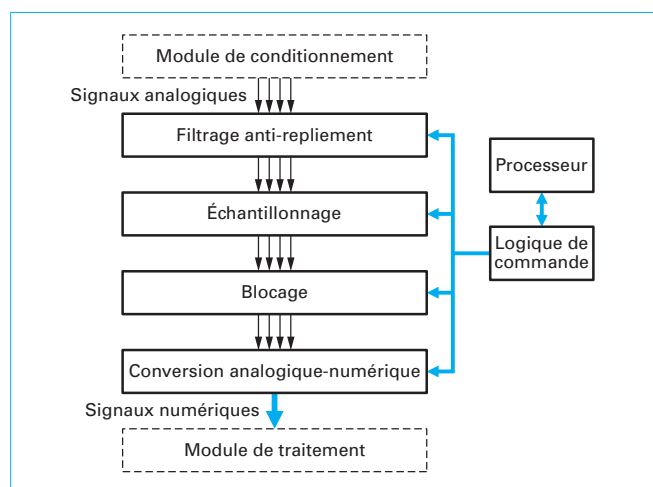 Module de conditionnement
Signaux analogiques
Filtrage anti-repliement
Processeur
Échantillonnage
Logique de
commande
Blocage
Conversion analogique-numérique
Signaux numériques
Module de traitement